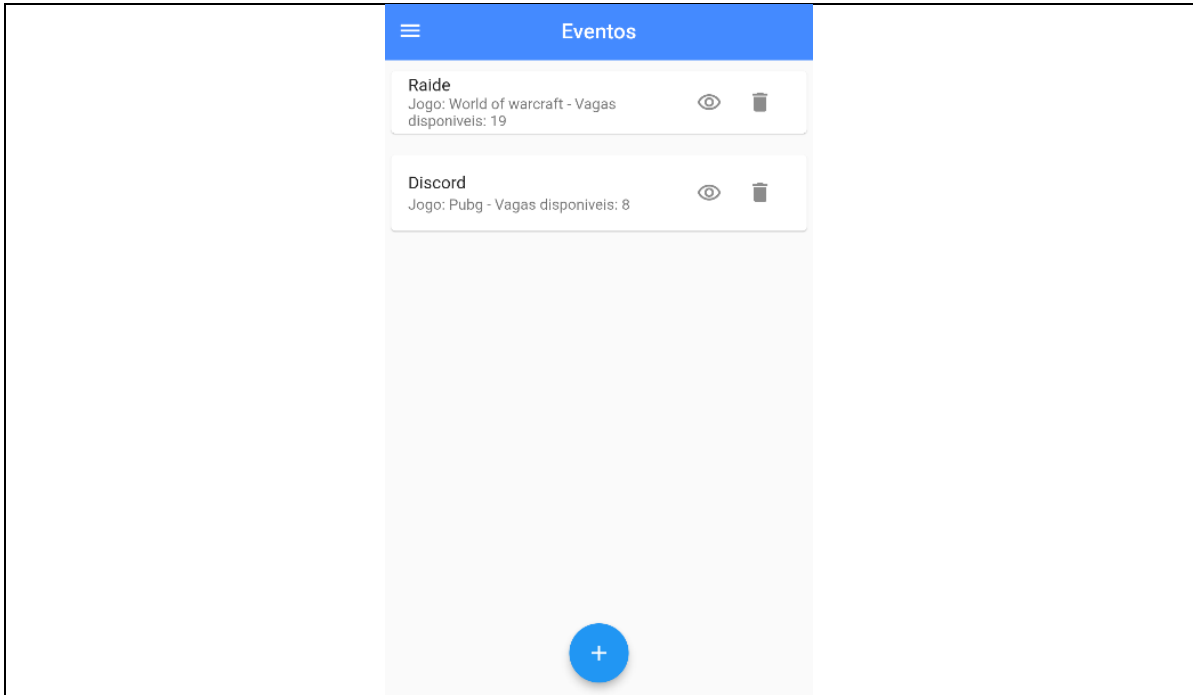 Eventos
Raide
Jogo: World of warcraft - Vagas
disponiveis: 19
Discord
Jogo: Pubg - Vagas disponiveis: 8